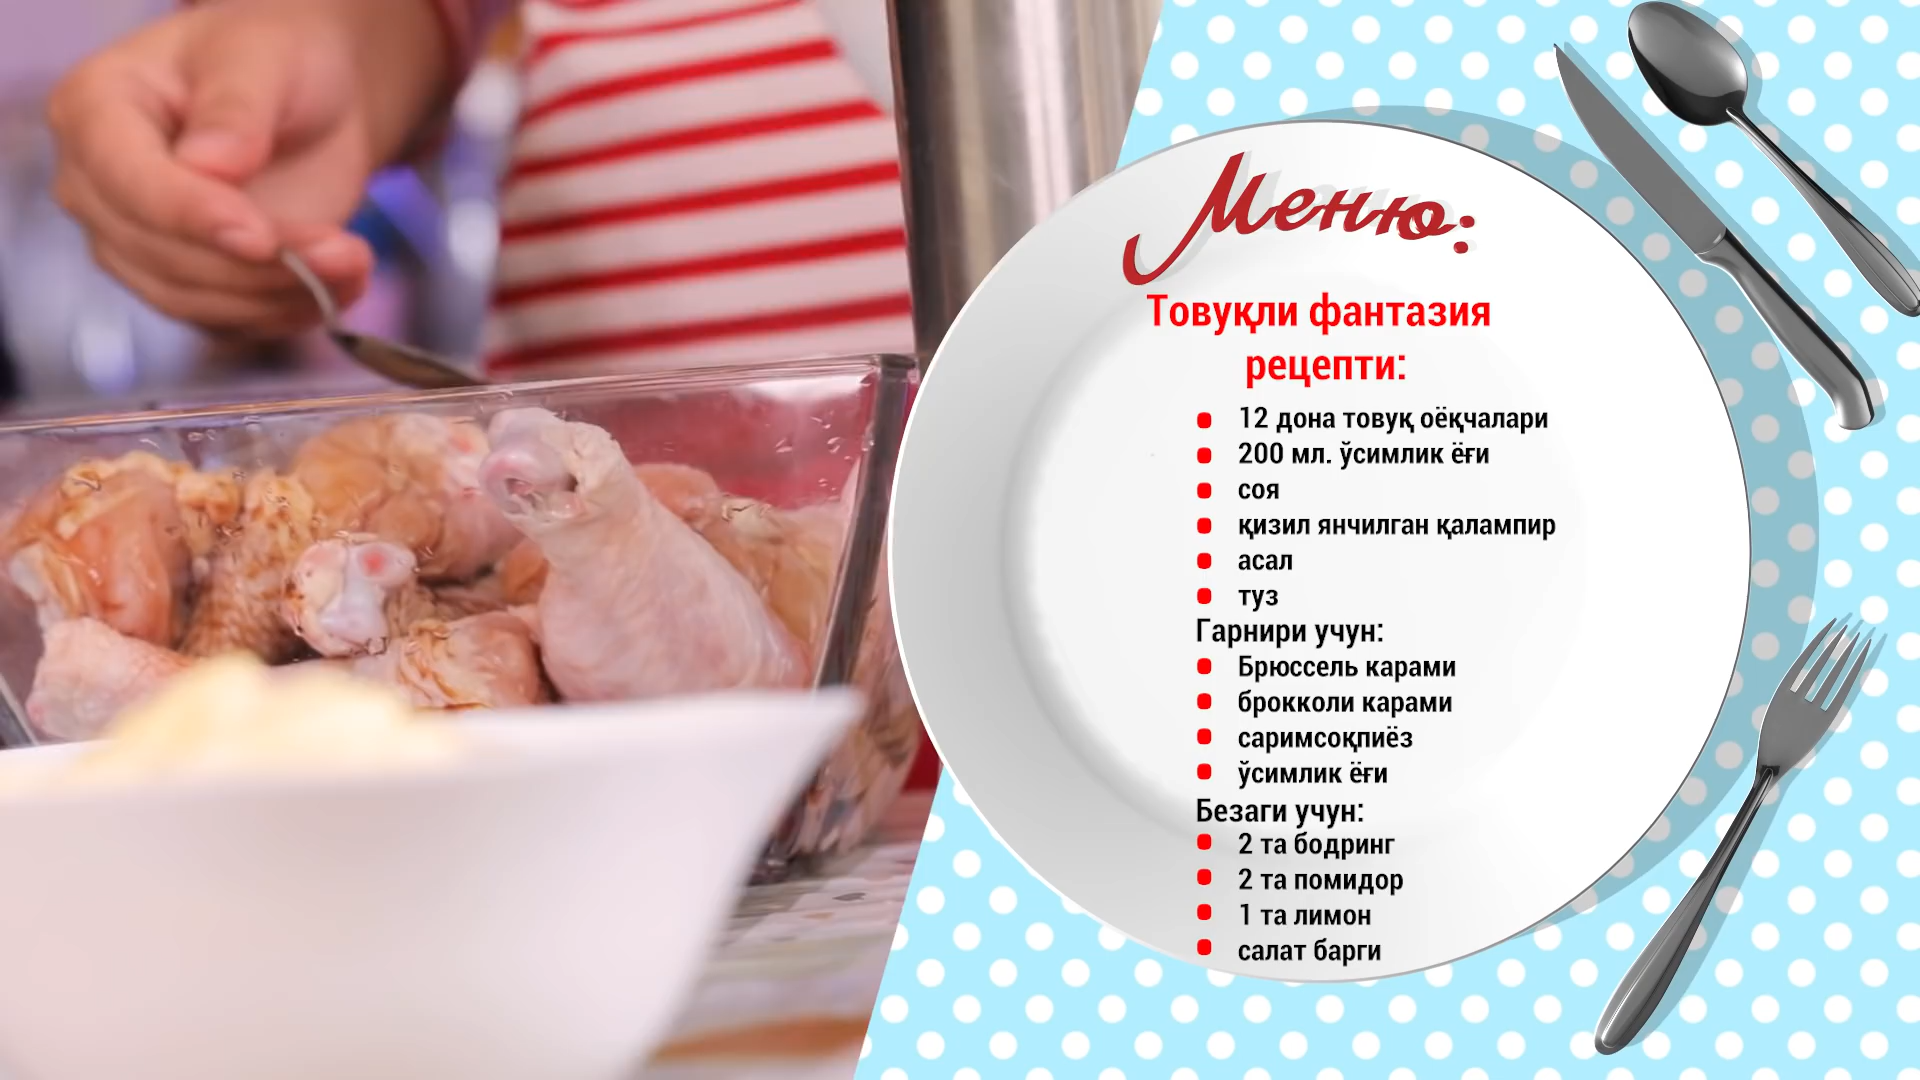 Меню:
Товуқли фантазия
рецепти:
12 дона товуқ оёқчалари
200 мл. ўсимлик ёғи
соя
қизил янчилган қалампир
асал
туз
Гарнири учун:
Брюссель карами
брокколи карами
саримсоқпиёз
ўсимлик ёғи
Безаги учун:
2 та бодринг
2 та помидор
1 та лимон
салат барги